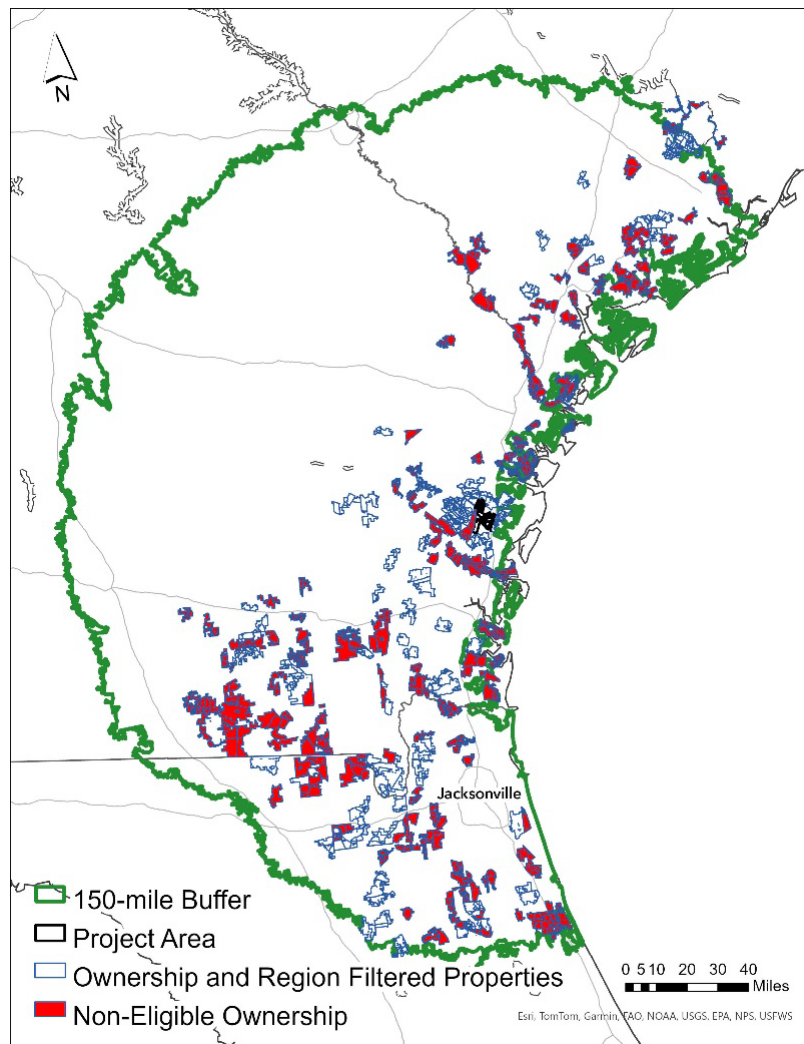 N
Jacksonville
150-mile Buffer
Project Area
Ownership and Region Filtered Properties
Non-Eligible Ownership
0 5 10 20 30 40
Miles
Esri, TomTom, Garmin, FAO, NOAA, USGS, EPA, NPS, USFWS